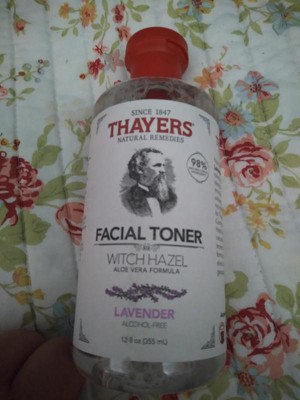 SINCE 1847
THAYERS
NATURAL REMEDIES
98%
FACIAL TONER
WITCH HAZEL
ALOE VERA FORMULA
LAVENDER
ALCOHOL-FREE
12 fl oz (355 mL)